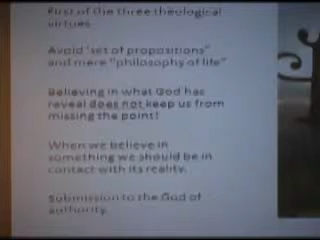 First of the three theological
virtues
Avoid "set of propositions"
and mere "philosophy of life"
Believing in what God has
reveal does not keep us from
missing the point!
When we believe in
something we should be in
contact with its reality.
Submission to the God of
authority.